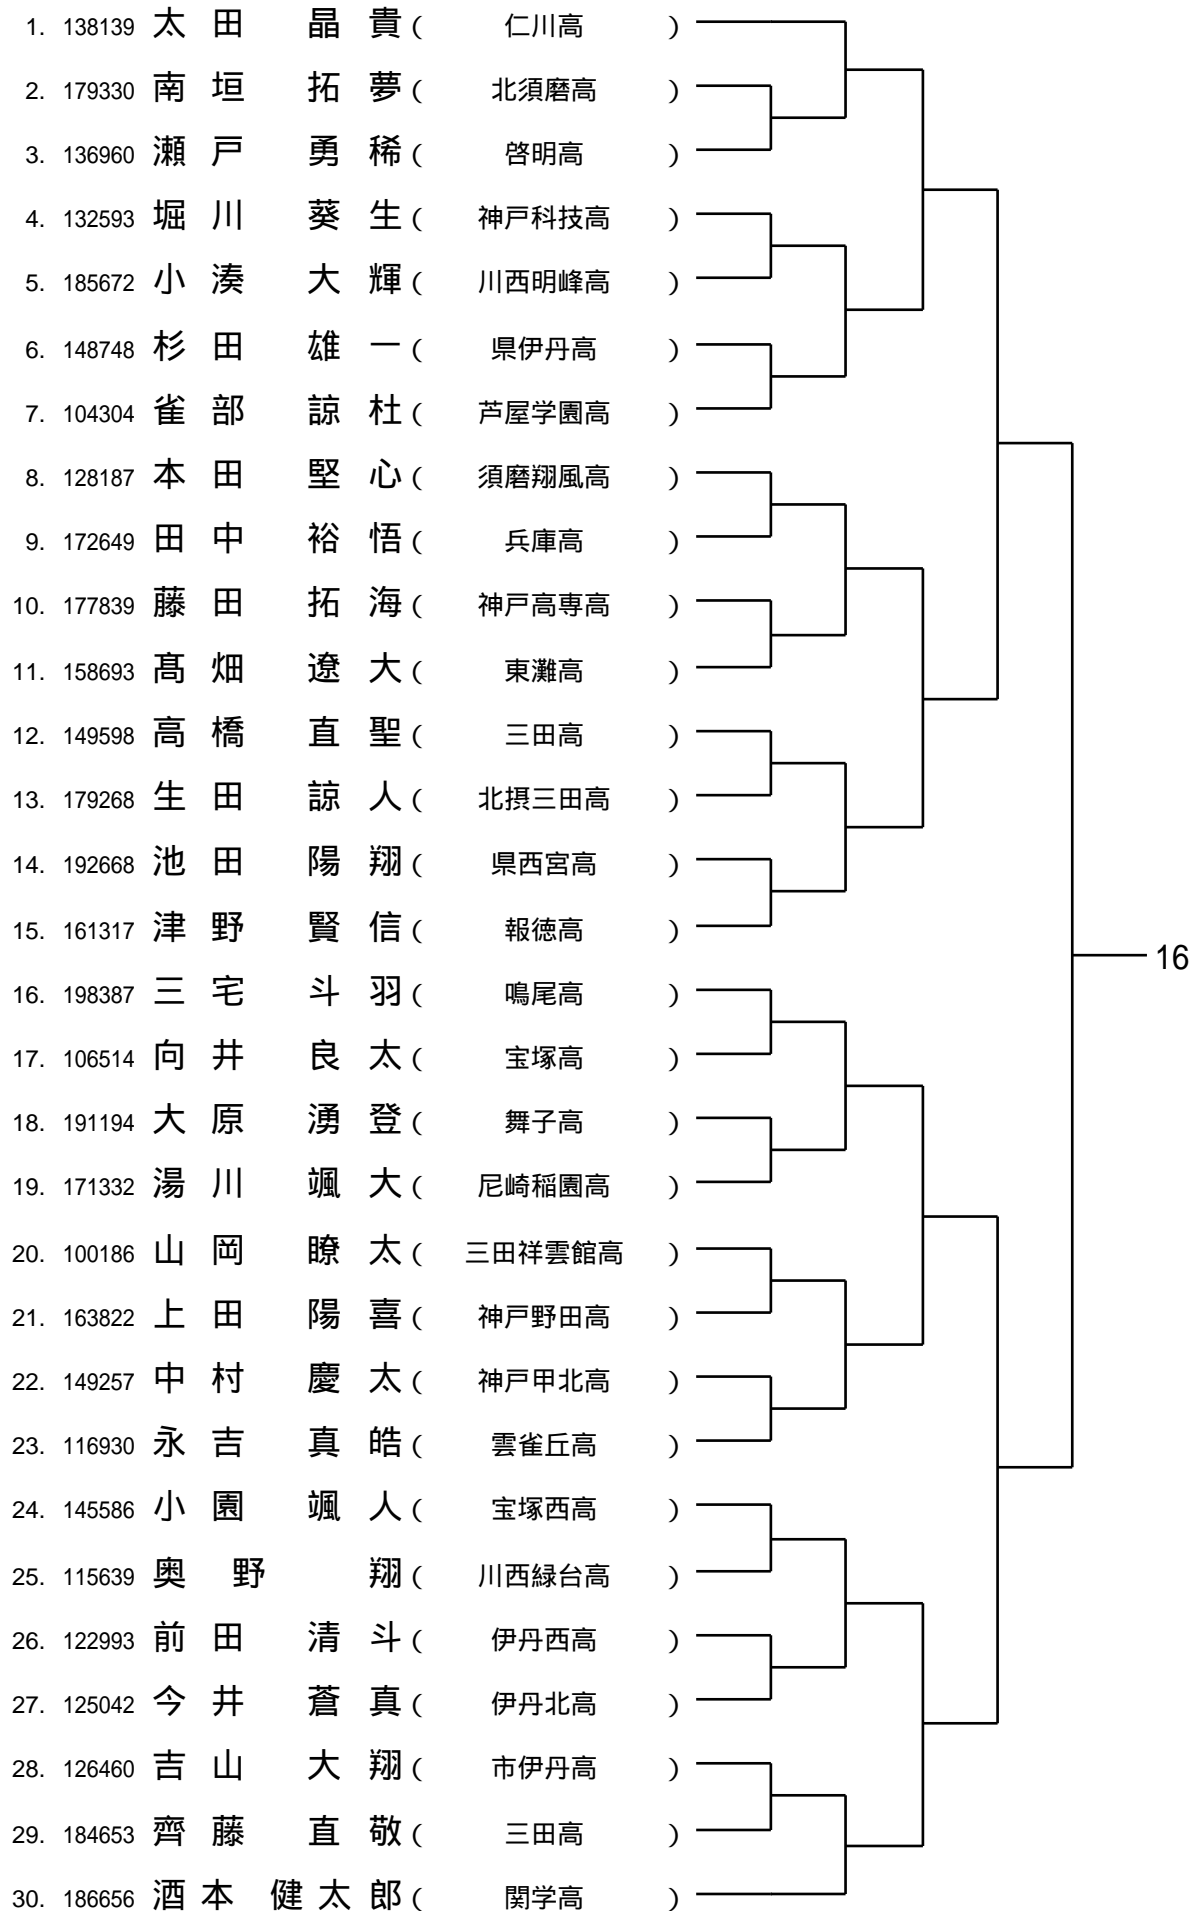 1. 138139 太田 晶貴 ( 仁川高 )
2. 179330 南垣 拓夢 ( 北須磨高 )
3. 136960 瀬戸 勇稀 ( 啓明高 )
4. 132593 堀川 葵生 ( 神戸科技高 )
5. 185672 小湊 大輝 ( 川西明峰高 )
6. 148748 杉田 雄一 ( 県伊丹高 )
7. 104304 雀部 諒杜 ( 芦屋学園高 )
8. 128187 本田 堅心 ( 須磨翔風高 )
9. 172649 田中 裕悟 ( 兵庫高 )
10. 177839 藤田 拓海 ( 神戸高専高 )
11. 158693 髙畑 遼大 ( 東灘高 )
12. 149598 高橋 直聖 ( 三田高 )
13. 179268 生田 諒人 ( 北摂三田高 )
14. 192668 池田 陽翔 ( 県西宮高 )
15. 161317 津野 賢信 ( 報徳高 )
16
16. 198387 三宅 斗羽 ( 鳴尾高 )
17. 106514 向井 良太 ( 宝塚高 )
18. 191194 大原 湧登 ( 舞子高 )
19. 171332 湯川 颯大 ( 尼崎稲園高 )
20. 100186 山岡 瞭太 ( 三田祥雲館高 )
21. 163822 上田 陽喜 ( 神戸野田高 )
22. 149257 中村 慶太 ( 神戸甲北高 )
23. 116930 永吉 真皓 ( 雲雀丘高 )
24. 145586 小園 颯人 ( 宝塚西高 )
25. 115639 奥野 翔 ( 川西緑台高 )
26. 122993 前田 清斗 ( 伊丹西高 )
27. 125042 今井 蒼真 ( 伊丹北高 )
28. 126460 吉山 大翔 ( 市伊丹高 )
29. 184653 齊藤 直敬 ( 三田高 )
30. 186656 酒本 健太郎 ( 関学高 )